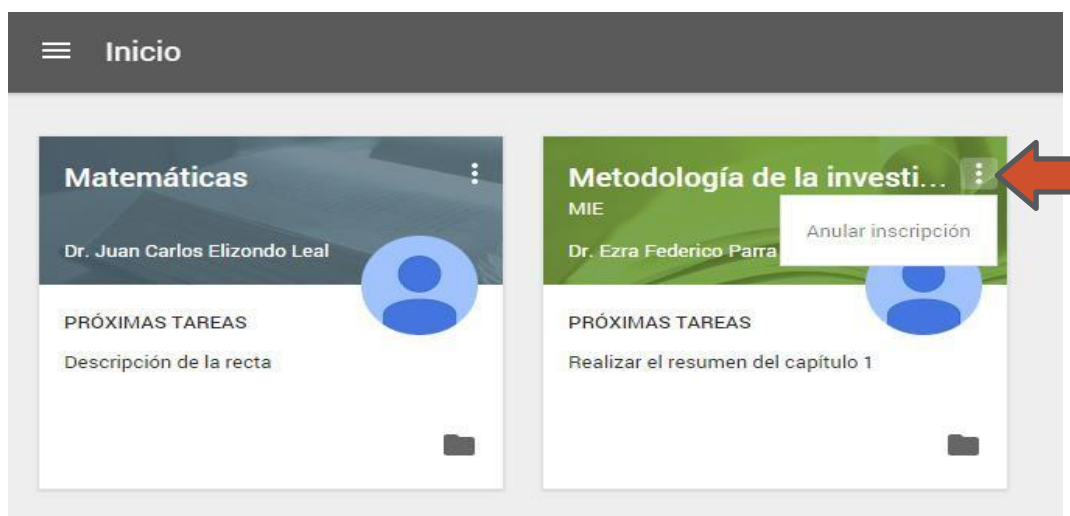 Inicio
Matemáticas
Dr. Juan Carlos Elizondo Leal
PRÓXIMAS TAREAS
Descripción de la recta
Metodología de la investi...
MIE
Anular inscripción
Dr. Ezra Federico Parra
PRÓXIMAS TAREAS
Realizar el resumen del capítulo 1